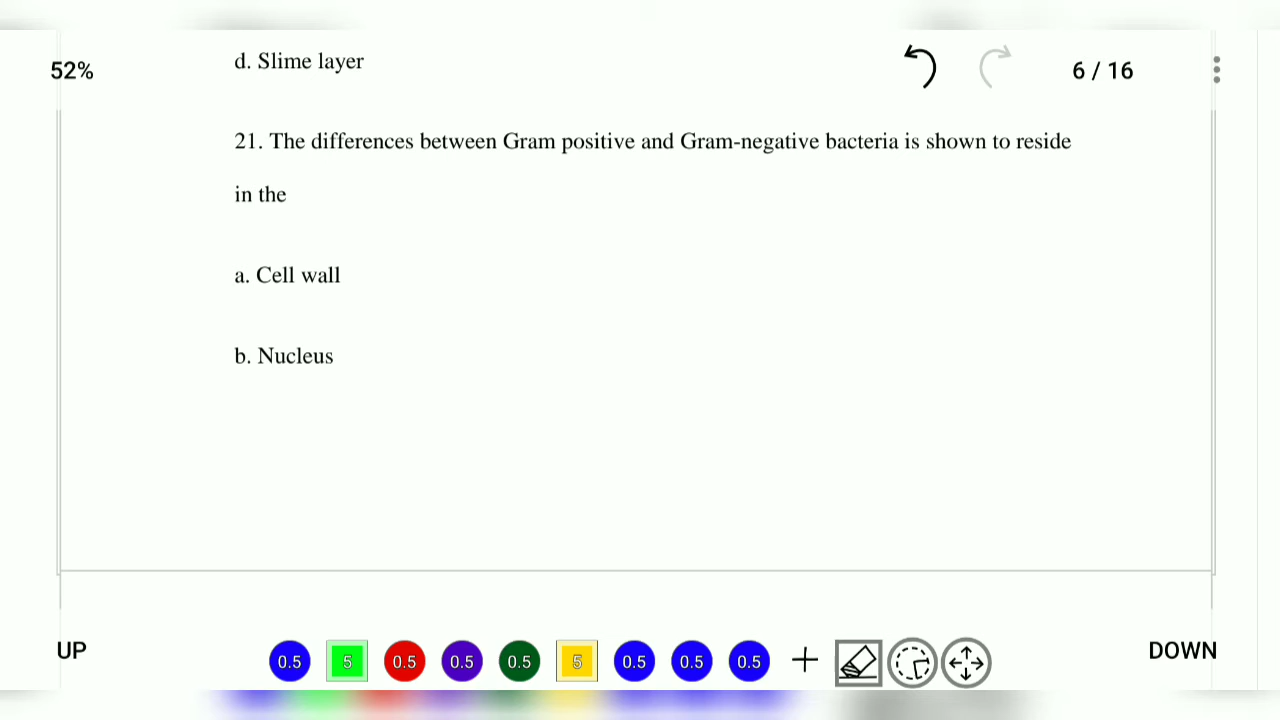 d. Slime layer
52%
6 / 16
21. The differences between Gram positive and Gram-negative bacteria is shown to reside
in the
a. Cell wall
b. Nucleus
UP
0.5 5 0.5 0.5 0.5 5 0.5 0.5 0.5
DOWN